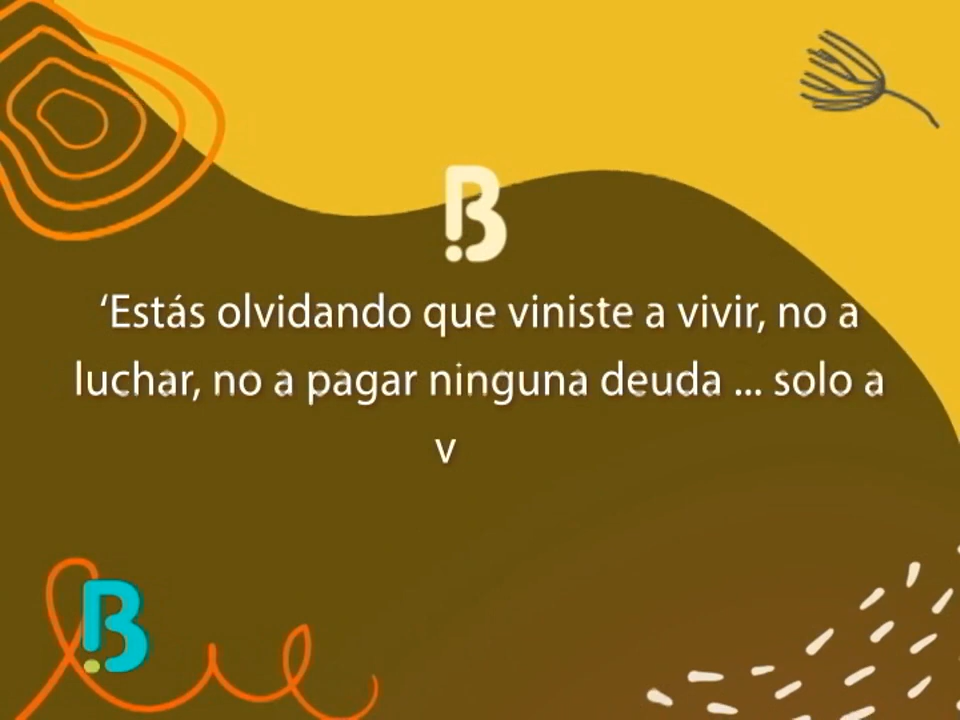 B
‘Estás olvidando que viniste a vivir, no a
luchar, no a pagar ninguna deuda ... solo a
v
B